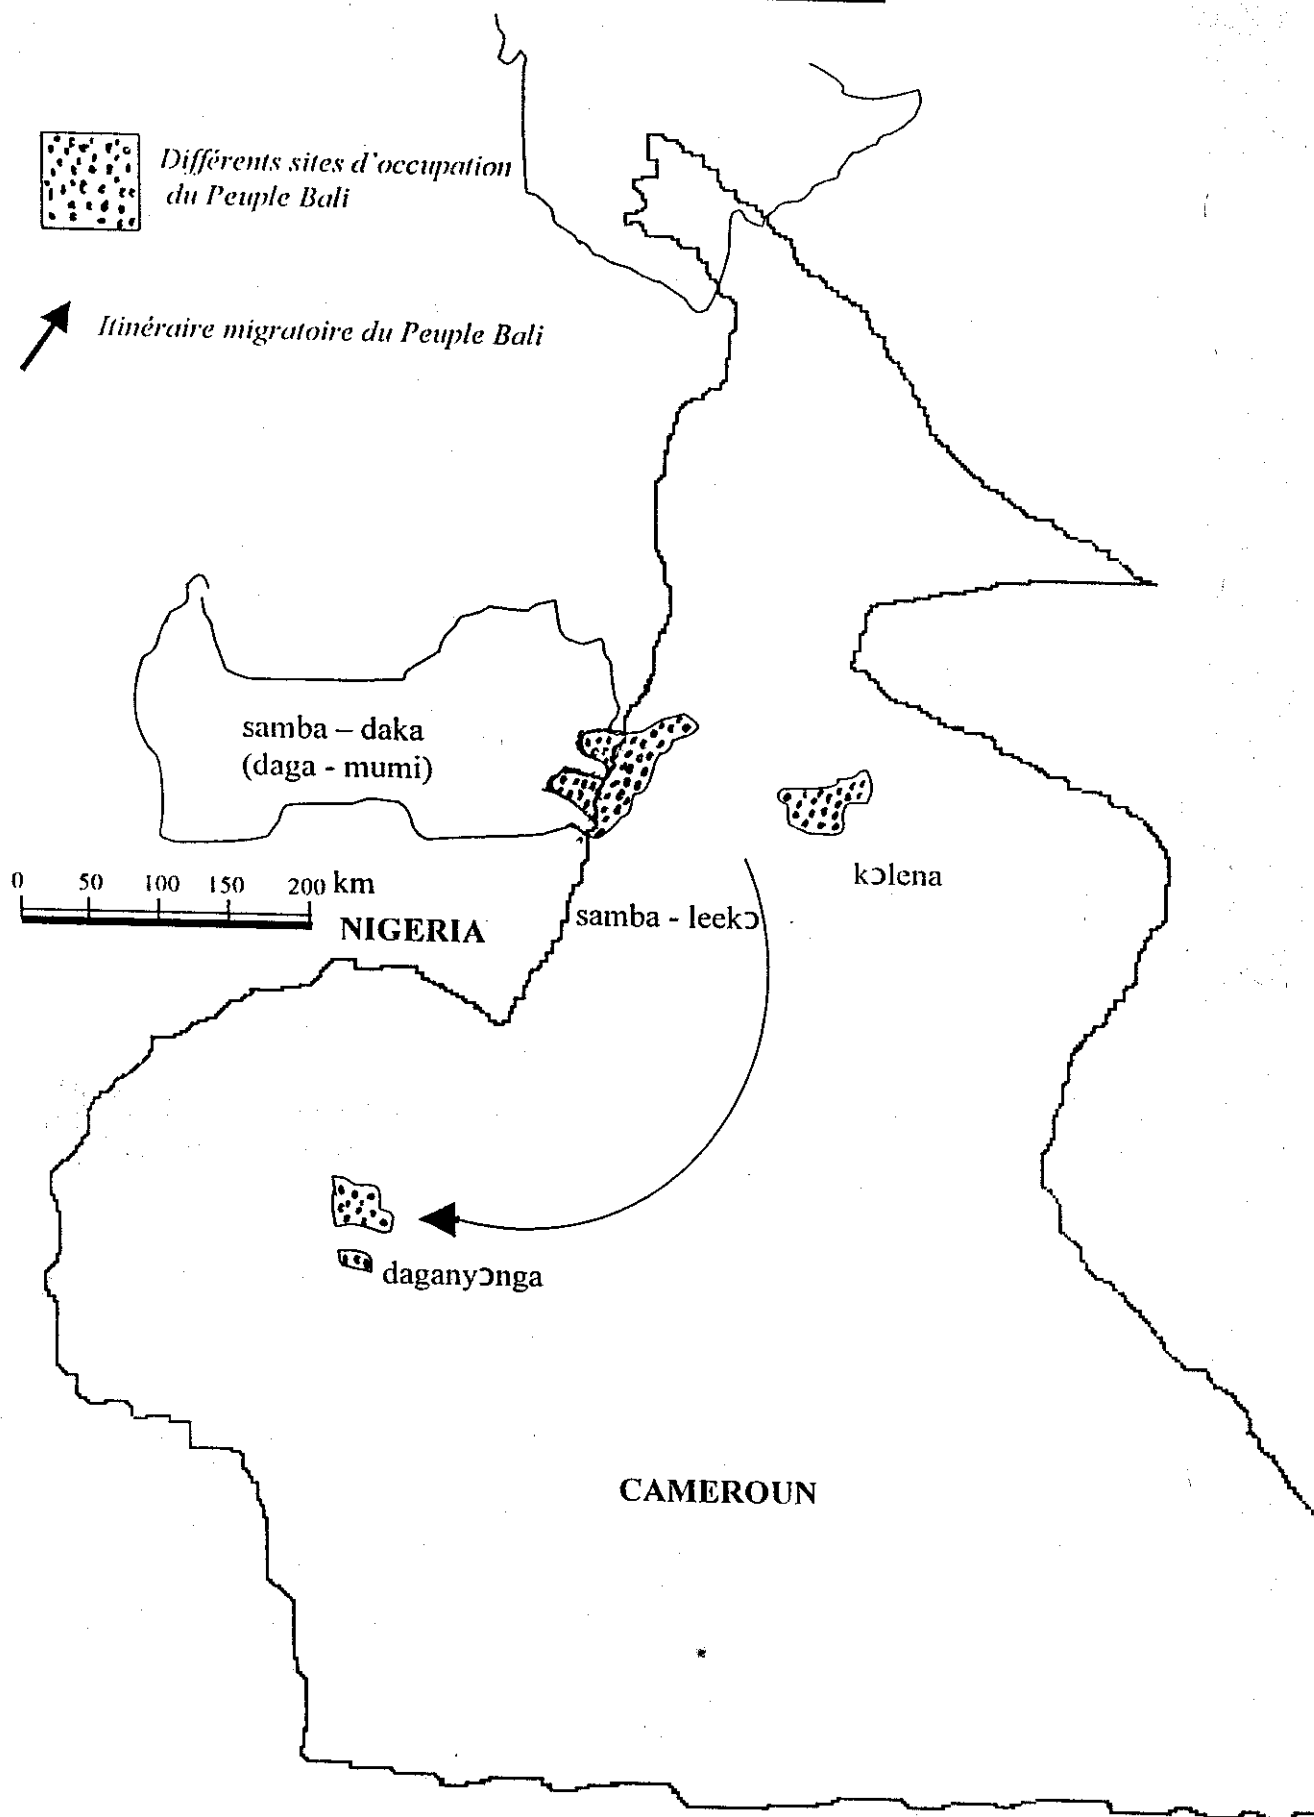 Différents sites d'occupation
du Peuple Bali
Itinéraire migratoire du Peuple Bali
samba – daka
(daga - mumi)
kɔlena
0 50 100 150 200 km
samba - leekɔ
NIGERIA
daganyɔnga
CAMEROUN